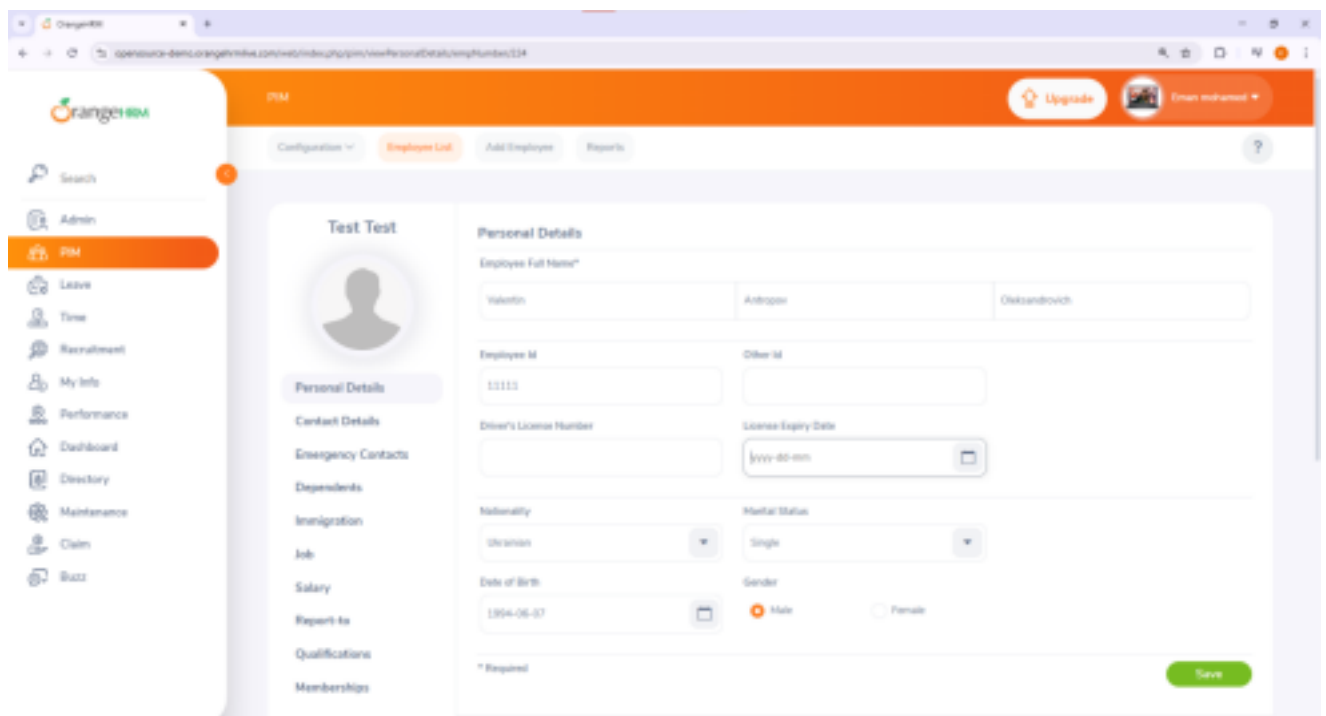 OrangeHRM
opensource-demo.orangehrmlive.com/web/index.php/pim/viewPersonalDetails/empNumber/134
OrangeHRM
PIM
Upgrade
Eman mohamed
Configuration
Employee List
Add Employee
Reports
?
Search
Admin
PIM
Leave
Time
Recruitment
My Info
Performance
Dashboard
Directory
Maintenance
Claim
Buzz
Test Test
Personal Details
Contact Details
Emergency Contacts
Dependents
Immigration
Job
Salary
Report-to
Qualifications
Memberships
Personal Details
Employee Full Name*
Valentin Antropov Oleksandrovich
Employee Id Other Id
11111
Driver's License Number License Expiry Date
yyyy-dd-mm
Nationality Marital Status
Ukrainian Single
Date of Birth Gender
1994-06-07 Male Female
* Required
Save